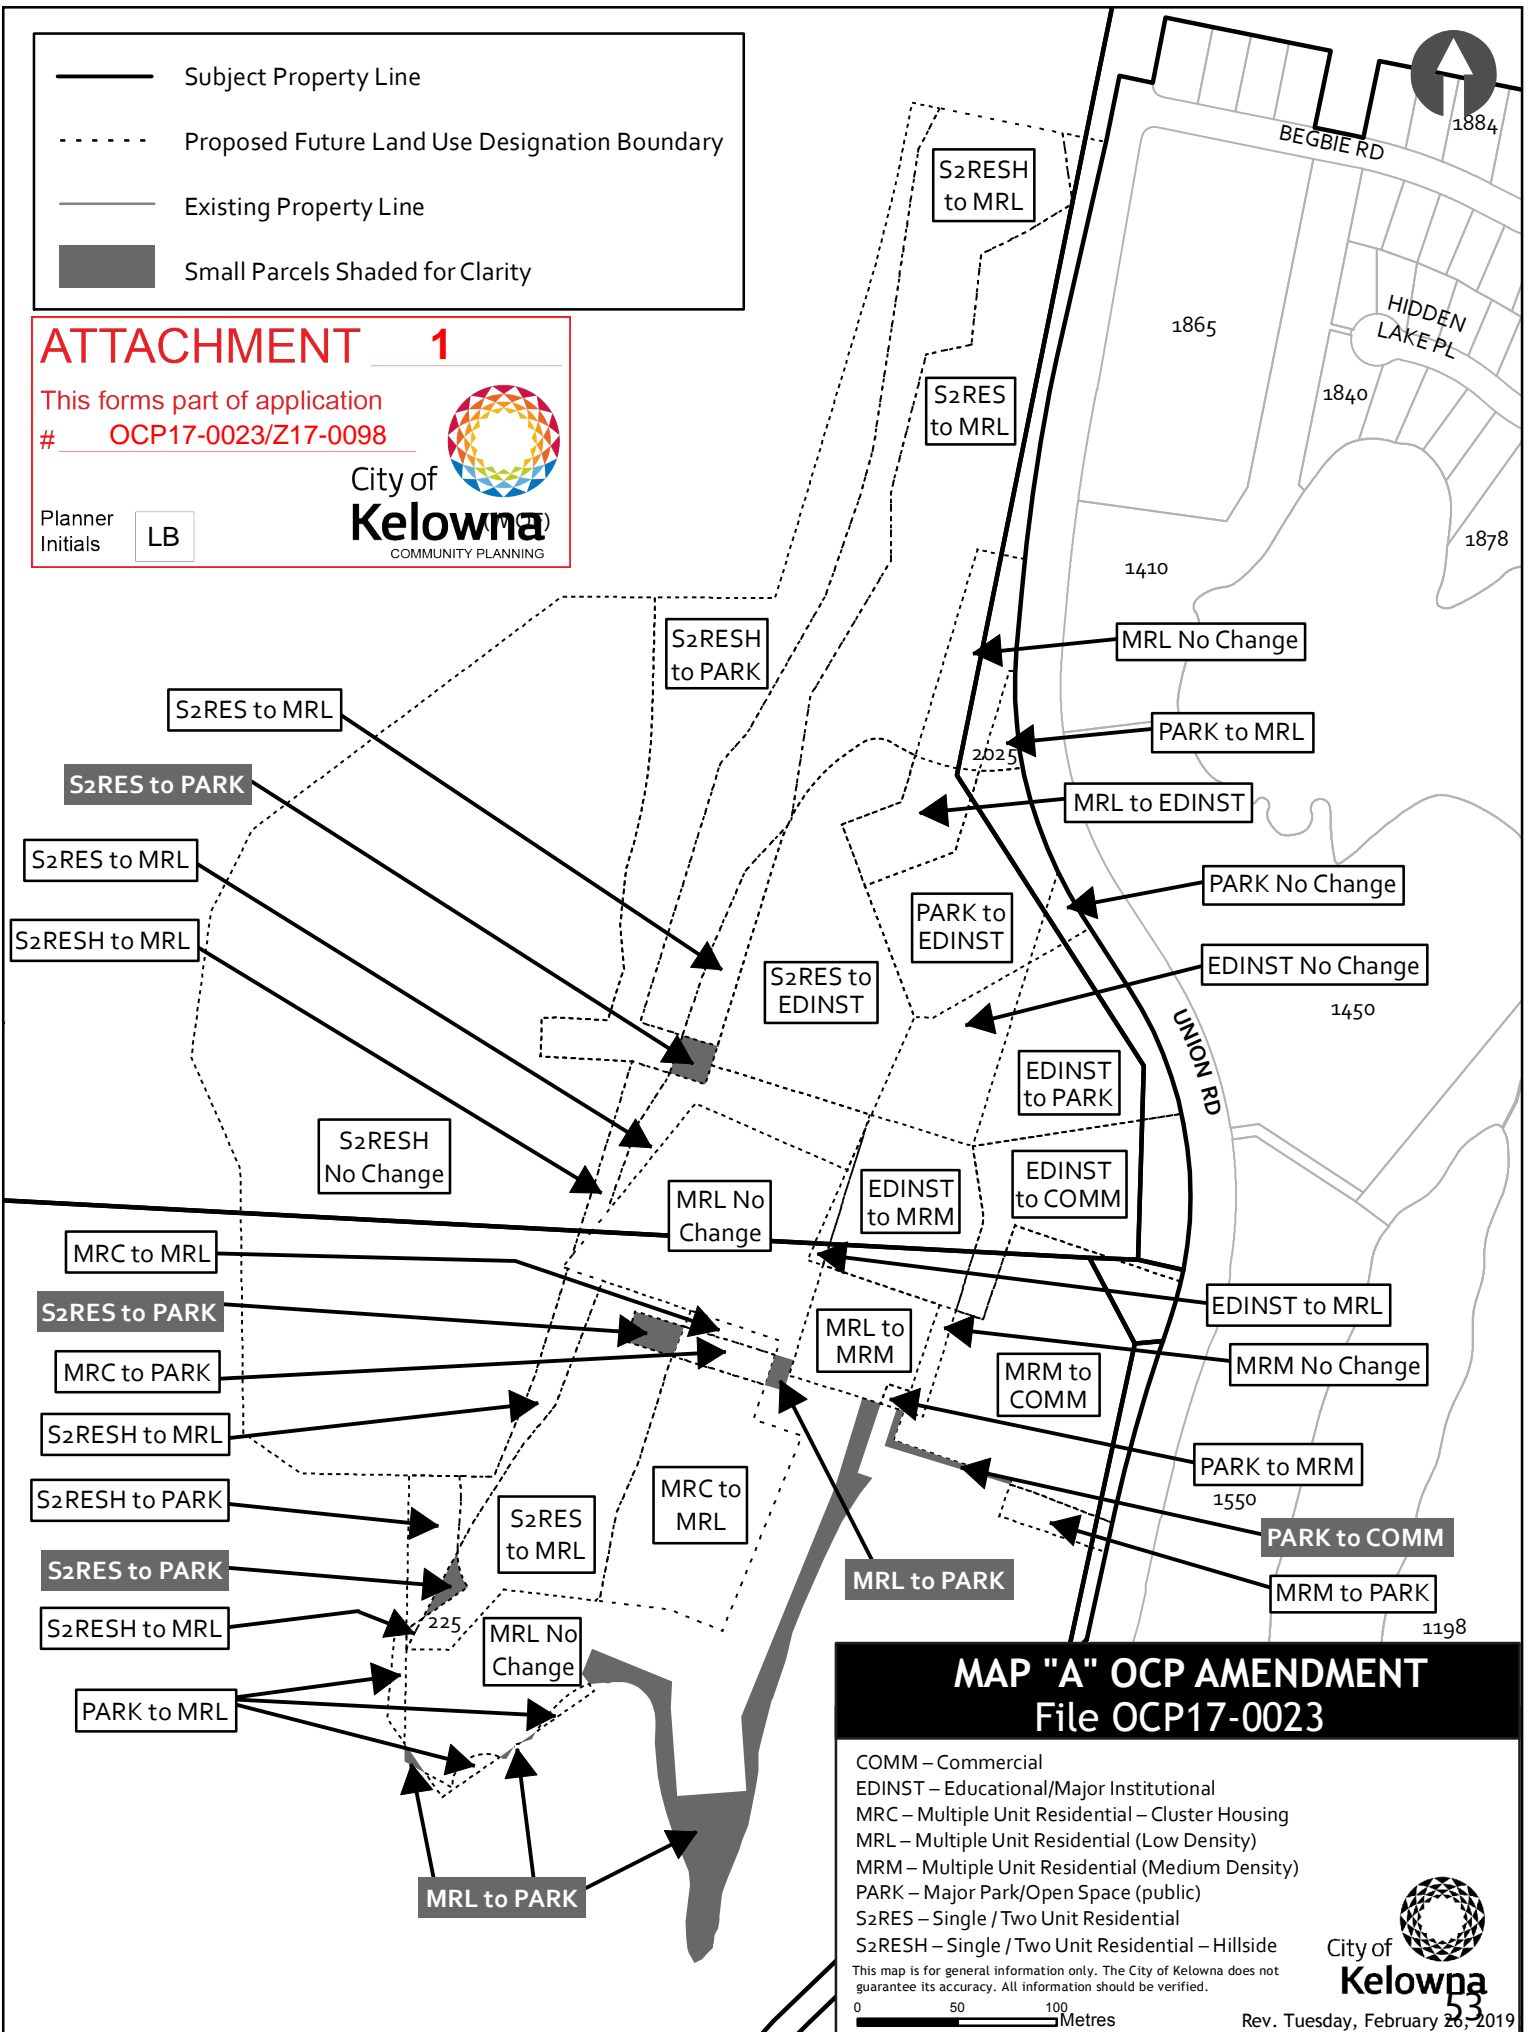 Subject Property Line
Proposed Future Land Use Designation Boundary
Existing Property Line
Small Parcels Shaded for Clarity
ATTACHMENT 1
This forms part of application
# OCP17-0023/Z17-0098
City of
Kelowna
COMMUNITY PLANNING
Planner
Initials
LB
1884
BEGBIE RD
S2RESH
to MRL
1865
HIDDEN
LAKE PL
1840
S2RES
to MRL
1878
1410
S2RESH
to PARK
MRL No Change
S2RES to MRL
PARK to MRL
2025
S2RES to PARK
MRL to EDINST
S2RES to MRL
PARK No Change
PARK to
EDINST
S2RESH to MRL
EDINST No Change
S2RES to
EDINST
1450
UNION RD
EDINST
to PARK
S2RESH
No Change
EDINST
to COMM
EDINST
to MRM
MRL No
Change
MRC to MRL
S2RES to PARK
EDINST to MRL
MRL to
MRM
MRC to PARK
MRM No Change
MRM to
COMM
S2RESH to MRL
PARK to MRM
S2RESH to PARK
MRC to
MRL
1550
S2RES
to MRL
PARK to COMM
S2RES to PARK
MRL to PARK
MRM to PARK
S2RESH to MRL
225
1198
MRL No
Change
PARK to MRL
MRL to PARK
MAP "A" OCP AMENDMENT
File OCP17-0023
COMM – Commercial
EDINST – Educational/Major Institutional
MRC – Multiple Unit Residential – Cluster Housing
MRL – Multiple Unit Residential (Low Density)
MRM – Multiple Unit Residential (Medium Density)
PARK – Major Park/Open Space (public)
S2RES – Single / Two Unit Residential
S2RESH – Single / Two Unit Residential – Hillside
This map is for general information only. The City of Kelowna does not
guarantee its accuracy. All information should be verified.
0 50 100 Metres
City of
Kelowna
53
Rev. Tuesday, February 26, 2019